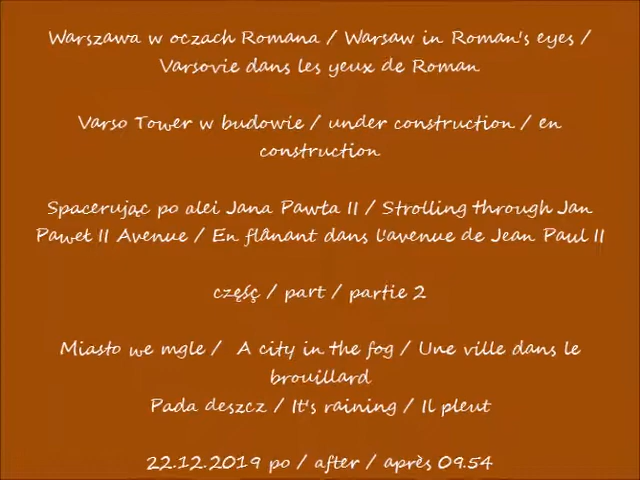 Warszawa w oczach Romana / Warsaw in Roman's eyes /
Varsovie dans les yeux de Roman
Varso Tower w budowie / under construction / en
construction
Spacerując po alei Jana Pawła II / Strolling through Jan
Paweł II Avenue / En flânant dans l'avenue de Jean Paul II
częśç / part / partie 2
Miasto we mgle / A city in the fog / Une ville dans le
brouillard
Pada deszcz / It's raining / Il pleut
22.12.2019 po / after / après 09.54